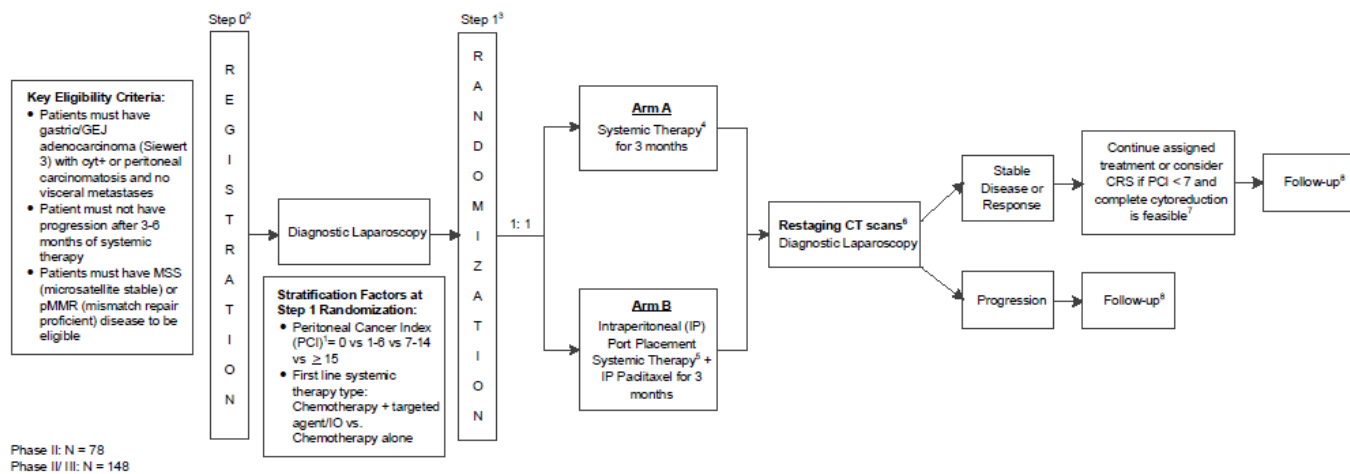 Step 0²
Step 1³
Key Eligibility Criteria:
• Patients must have
gastric/GEJ
adenocarcinoma (Siewert
3) with cyt+ or peritoneal
carcinomatosis and no
visceral metastases
• Patient must not have
progression after 3-6
months of systemic
therapy
• Patients must have MSS
(microsatellite stable) or
pMMR (mismatch repair
proficient) disease to be
eligible
R
E
G
I
S
T
R
A
T
I
O
N
Diagnostic Laparoscopy
Stratification Factors at
Step 1 Randomization:
• Peritoneal Cancer Index
(PCI)¹= 0 vs 1-6 vs 7-14
vs ≥ 15
• First line systemic
therapy type:
Chemotherapy + targeted
agent/IO vs.
Chemotherapy alone
R
A
N
D
O
M
I
Z
A
T
I
O
N
1: 1
Arm A
Systemic Therapy⁴
for 3 months
Arm B
Intraperitoneal (IP)
Port Placement
Systemic Therapy⁵ +
IP Paclitaxel for 3
months
Restaging CT scans⁶
Diagnostic Laparoscopy
Stable
Disease or
Response
Continue assigned
treatment or consider
CRS if PCI < 7 and
complete cytoreduction
is feasible⁷
Follow-up⁸
Progression
Follow-up⁸
Phase II: N = 78
Phase II/ III: N = 148